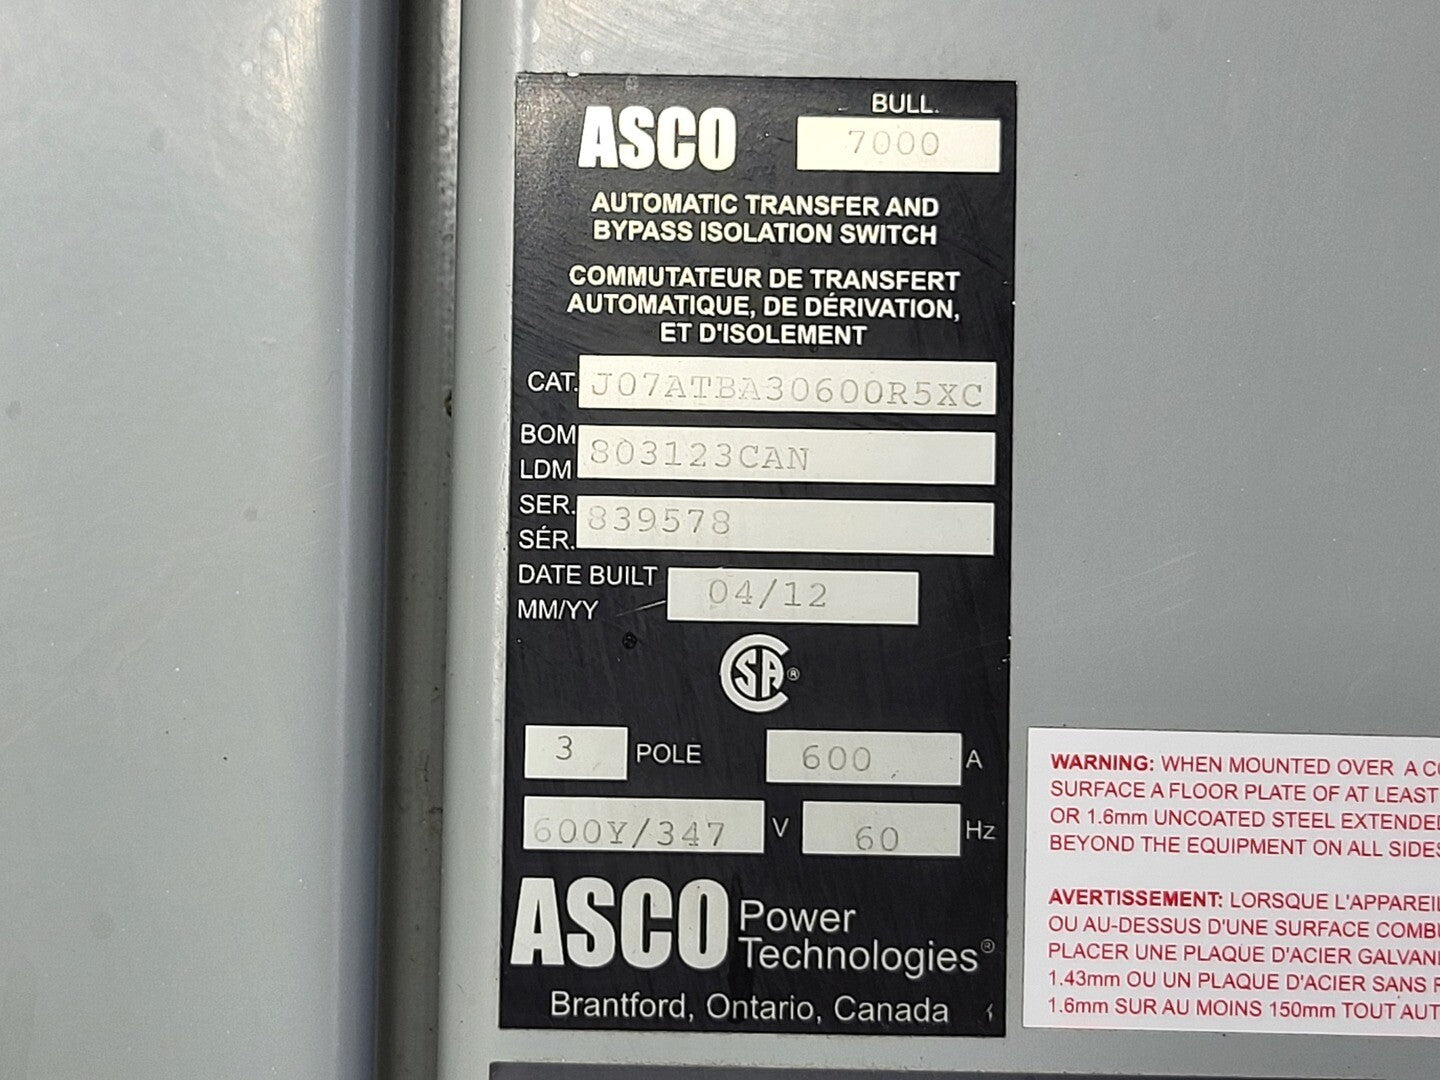 ASCO
BULL.
7000
AUTOMATIC TRANSFER AND
BYPASS ISOLATION SWITCH
COMMUTATEUR DE TRANSFERT
AUTOMATIQUE, DE DÉRIVATION,
ET D'ISOLEMENT
CAT. J07ATBA30600R5XC
BOM
LDM
803123CAN
SER.
SÉR.
839578
DATE BUILT
MM/YY
04/12
CSA®
3 POLE 600 A
600Y/347 V 60 Hz
ASCO Power
Technologies®
Brantford, Ontario, Canada
WARNING: WHEN MOUNTED OVER A
SURFACE A FLOOR PLATE OF AT LEAST
OR 1.6mm UNCOATED STEEL EXTENDED
BEYOND THE EQUIPMENT ON ALL SIDES
AVERTISSEMENT: LORSQUE L'APPAREIL
OU AU-DESSUS D'UNE SURFACE
PLACER UNE PLAQUE D'ACIER
1.43mm OU UN PLAQUE D'ACIER SANS
1.6mm SUR AU MOINS 150mm TOUT